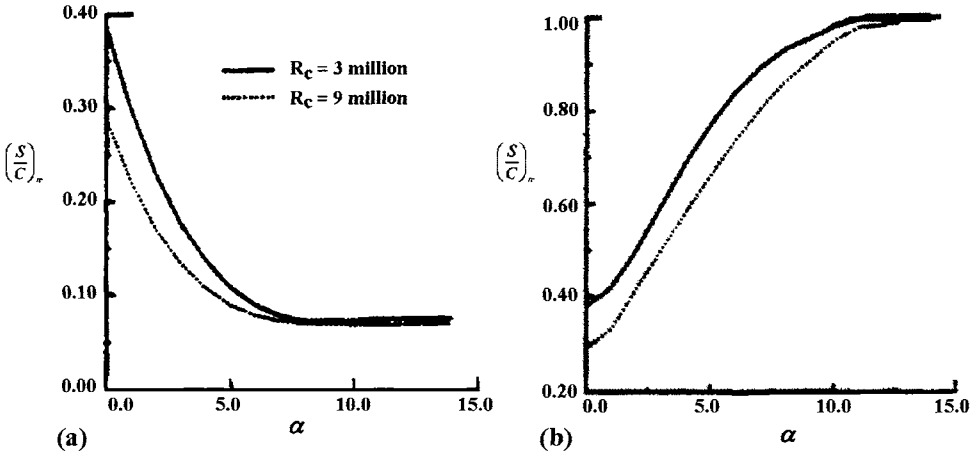 0.40
0.30
0.20
0.10
0.00
(S/C)tr
R_C = 3 million
R_C = 9 million
0.0 5.0 10.0 15.0
α
(a)
1.00
0.80
0.60
0.40
0.20
(S/C)tr
0.0 5.0 10.0 15.0
α
(b)